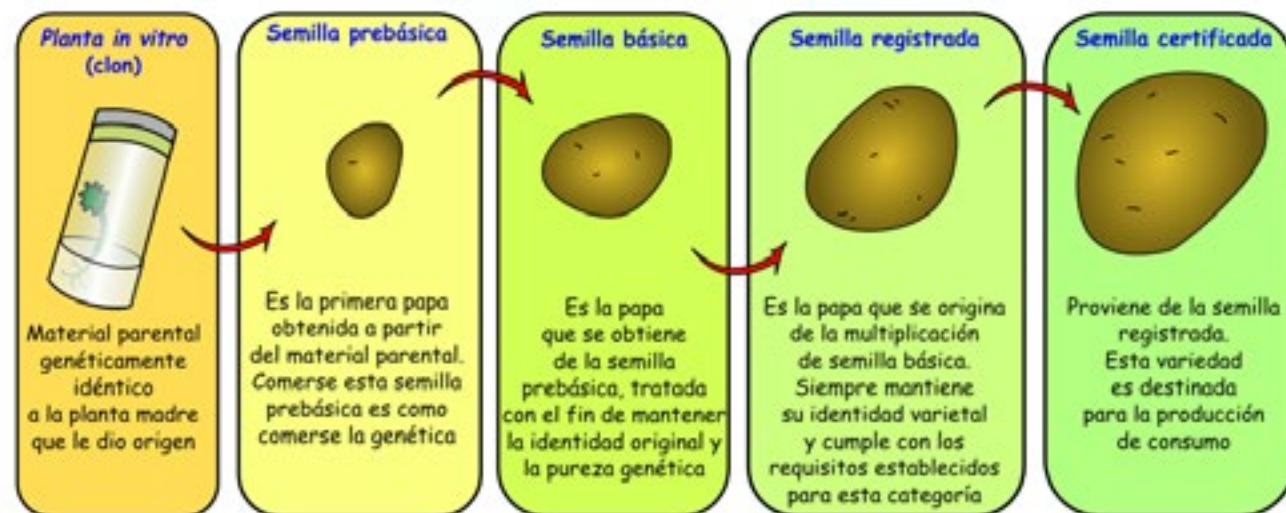 Planta in vitro
(clon)
Material parental
genéticamente
idéntico
a la planta madre
que le dio origen
Semilla prebásica
Es la primera papa
obtenida a partir
del material parental.
Comerse esta semilla
prebásica es como
comerse la genética
Semilla básica
Es la papa
que se obtiene
de la semilla
prebásica, tratada
con el fin de mantener
la identidad original y
la pureza genética
Semilla registrada
Es la papa que se origina
de la multiplicación
de semilla básica.
Siempre mantiene
su identidad varietal
y cumple con los
requisitos establecidos
para esta categoría
Semilla certificada
Proviene de la semilla
registrada.
Esta variedad
es destinada
para la producción
de consumo